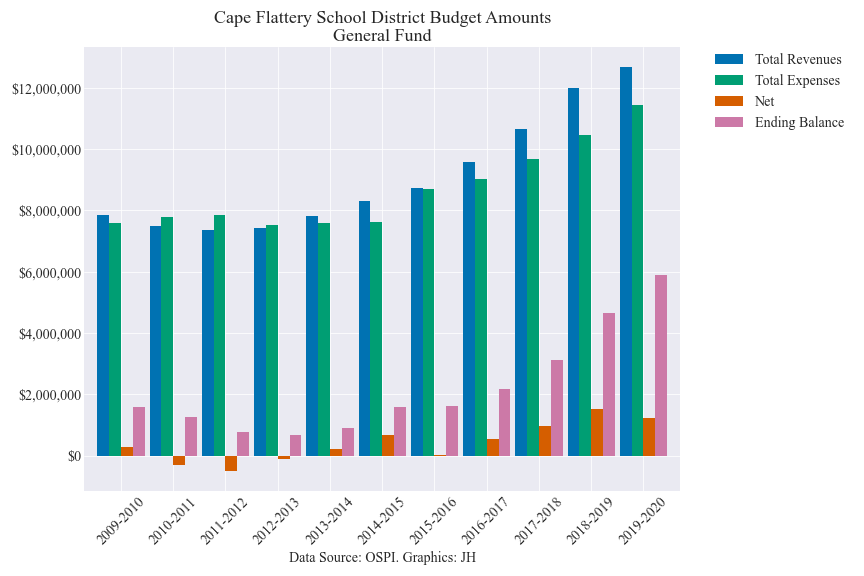 Cape Flattery School District Budget Amounts
General Fund
Total Revenues
Total Expenses
Net
Ending Balance
$12,000,000
$10,000,000
$8,000,000
$6,000,000
$4,000,000
$2,000,000
$0
2009-2010
2010-2011
2011-2012
2012-2013
2013-2014
2014-2015
2015-2016
2016-2017
2017-2018
2018-2019
2019-2020
Data Source: OSPI. Graphics: JH